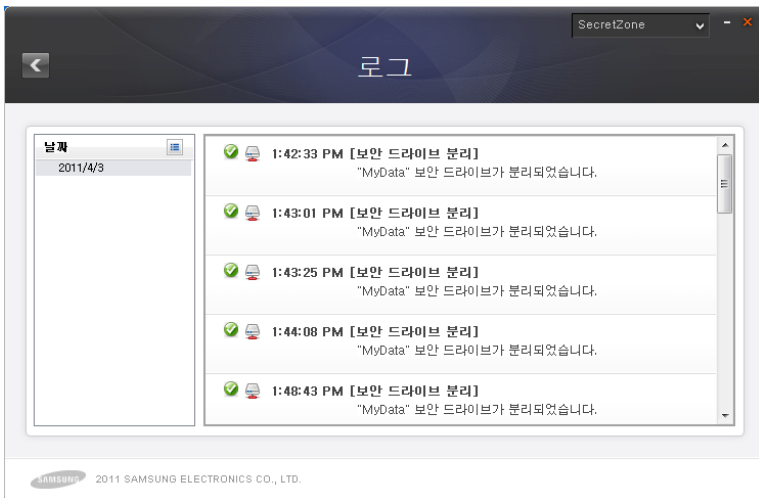 SecretZone
로그
날짜
2011/4/3
1:42:33 PM [보안 드라이브 분리]
"MyData" 보안 드라이브가 분리되었습니다.
1:43:01 PM [보안 드라이브 분리]
"MyData" 보안 드라이브가 분리되었습니다.
1:43:25 PM [보안 드라이브 분리]
"MyData" 보안 드라이브가 분리되었습니다.
1:44:08 PM [보안 드라이브 분리]
"MyData" 보안 드라이브가 분리되었습니다.
1:48:43 PM [보안 드라이브 분리]
"MyData" 보안 드라이브가 분리되었습니다.
SAMSUNG 2011 SAMSUNG ELECTRONICS CO., LTD.